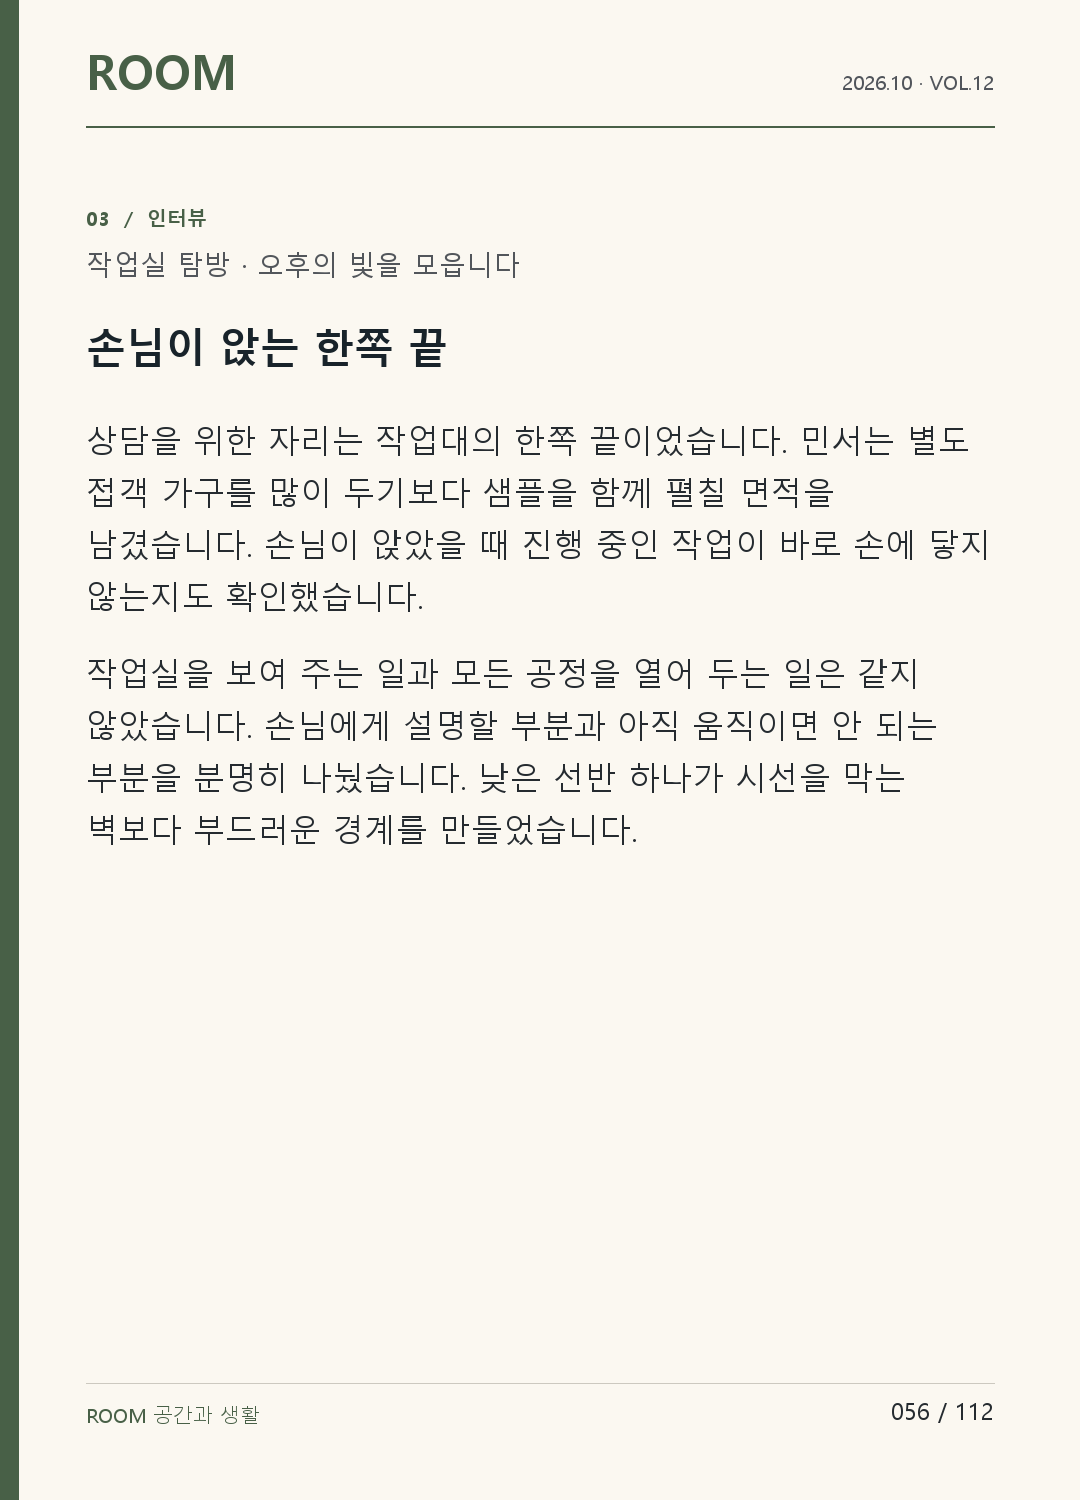 ROOM
2026.10 · VOL.12
03 / 인터뷰
작업실 탐방 · 오후의 빛을 모읍니다
손님이 앉는 한쪽 끝
상담을 위한 자리는 작업대의 한쪽 끝이었습니다. 민서는 별도
접객 가구를 많이 두기보다 샘플을 함께 펼칠 면적을
남겼습니다. 손님이 앉았을 때 진행 중인 작업이 바로 손에 닿지
않는지도 확인했습니다.
작업실을 보여 주는 일과 모든 공정을 열어 두는 일은 같지
않았습니다. 손님에게 설명할 부분과 아직 움직이면 안 되는
부분을 분명히 나눴습니다. 낮은 선반 하나가 시선을 막는
벽보다 부드러운 경계를 만들었습니다.
ROOM 공간과 생활
056 / 112